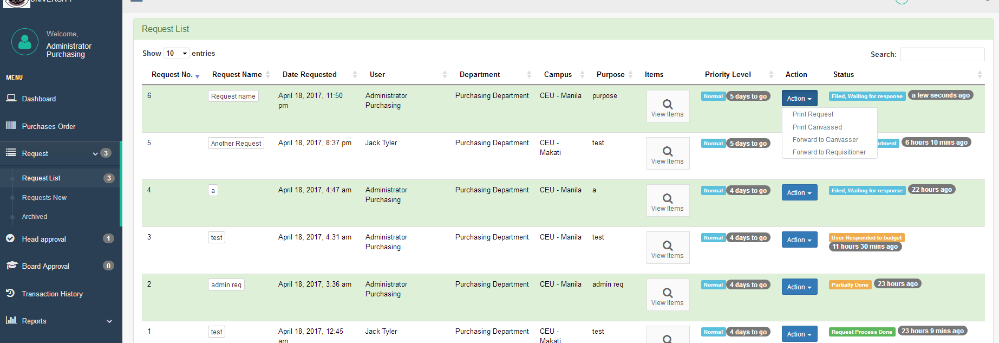 UNIVERSITY
Welcome,
Administrator
Purchasing
MENU
Dashboard
Purchases Order
Request 3
Request List 3
Requests New
Archived
Head approval 1
Board Approval 0
Transaction History
Reports
Request List
Show 10 entries
Search:
Request No. Request Name Date Requested User Department Campus Purpose Items Priority Level Action Status
6 Request name April 18, 2017, 11:50 Administrator Purchasing Department CEU - Manila purpose Normal 5 days to go Action Filed, Waiting for response a few seconds ago
pm Purchasing
View Items
Print Request
Print Canvassed
Forward to Canvasser
Forward to Requisitioner
5 Another Request April 18, 2017, 8:37 pm Jack Tyler Purchasing Department CEU - test Normal 5 days to go 6 hours 10 mins ago
Makati
View Items
4 a April 18, 2017, 4:47 am Administrator Purchasing Department CEU - Manila a Normal 4 days to go Action Filed, Waiting for response 22 hours ago
Purchasing
View Items
3 test April 18, 2017, 4:31 am Administrator Purchasing Department CEU - Manila test Normal 4 days to go Action User Responded to budget
Purchasing 11 hours 30 mins ago
View Items
2 admin req April 18, 2017, 3:36 am Administrator Purchasing Department CEU - Manila admin req Normal 4 days to go Action Partially Done 23 hours ago
Purchasing
View Items
1 test April 18, 2017, 12:45 Jack Tyler Purchasing Department CEU - test Normal 4 days to go Action Request Process Done 23 hours 9 mins ago
am Makati